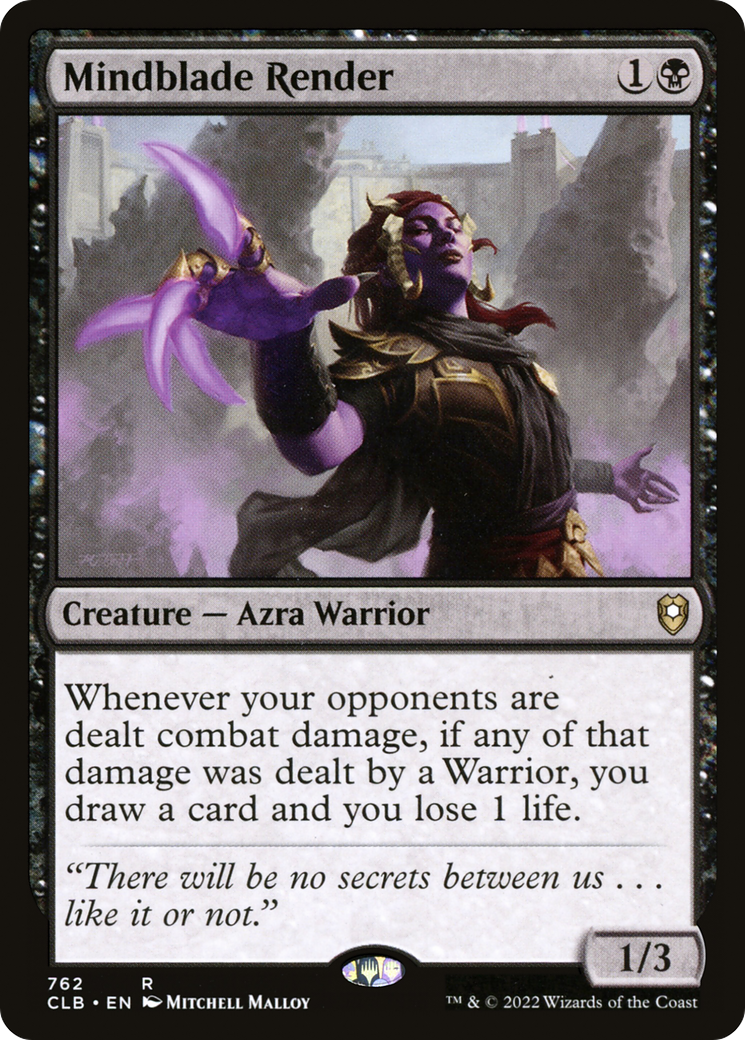 Mindblade Render 1
Creature — Azra Warrior
Whenever your opponents are
dealt combat damage, if any of that
damage was dealt by a Warrior, you
draw a card and you lose 1 life.
“There will be no secrets between us . . .
like it or not.”
1/3
762 R
CLB • EN Mitchell Malloy
™ & © 2022 Wizards of the Coast